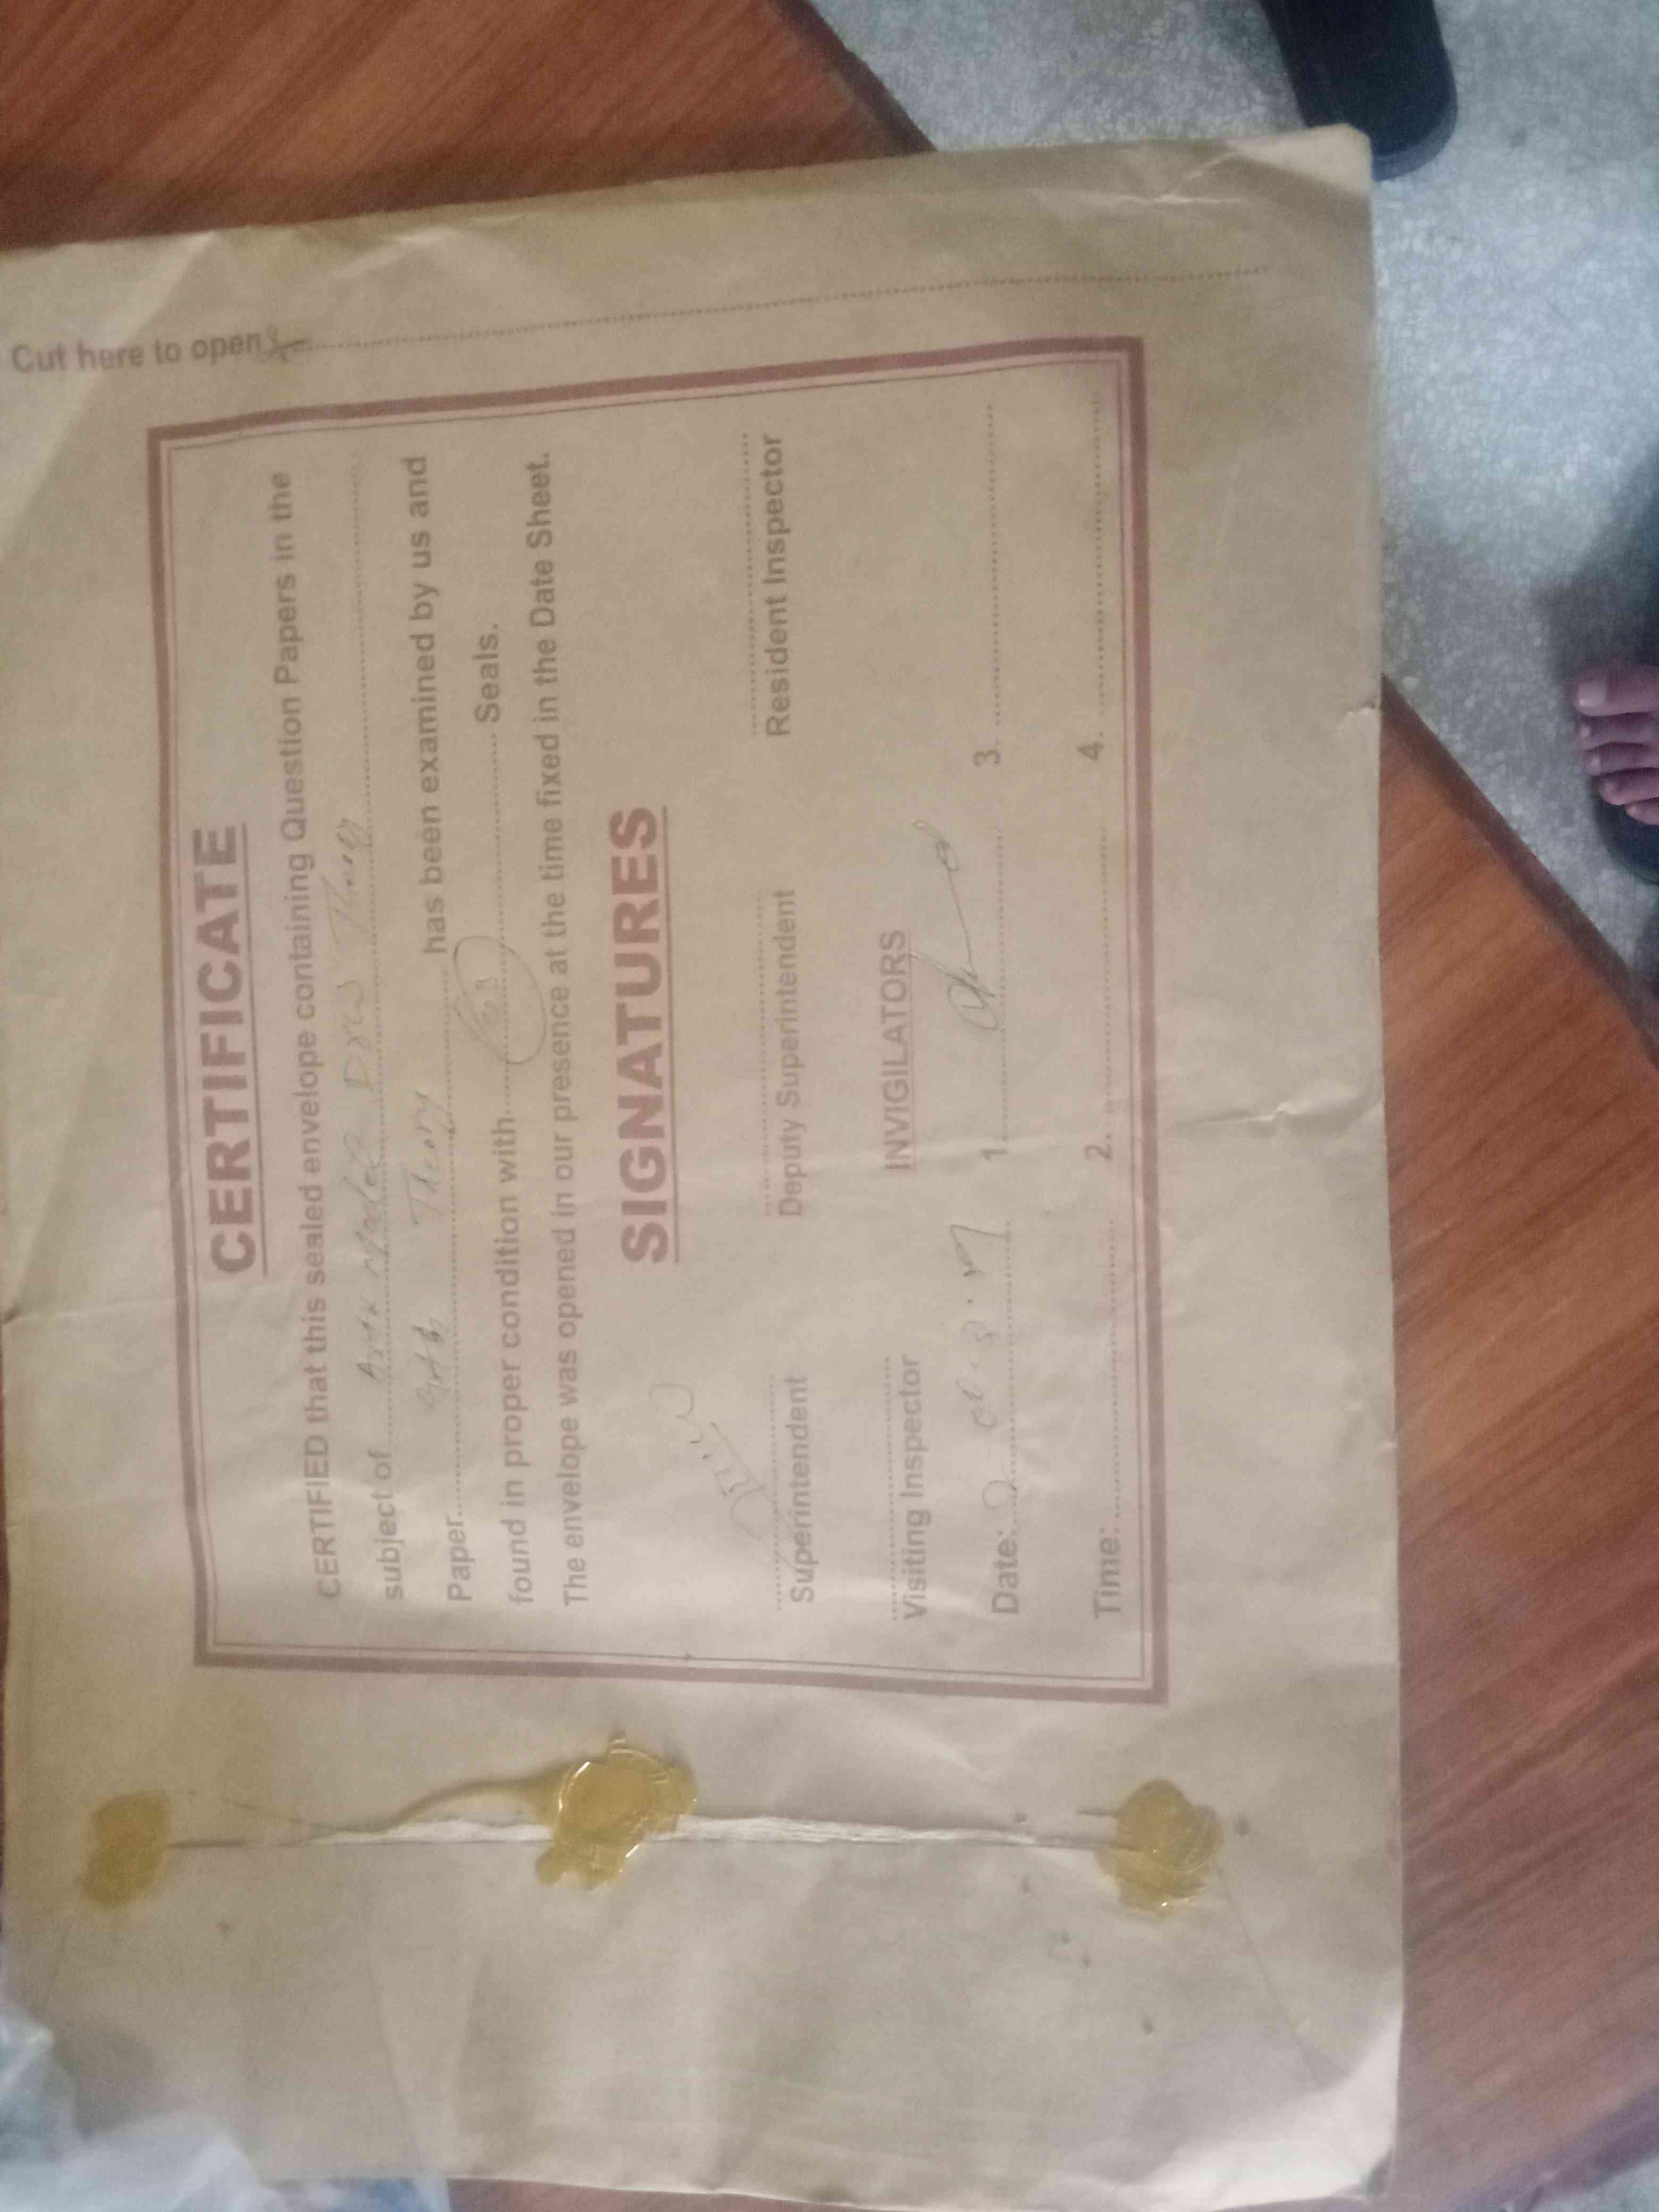 Cut here to open
CERTIFICATE
CERTIFIED that this sealed envelope containing Question Papers in the
subject of Theory
Paper 9th Theory has been examined by us and
found in proper condition with Seals.
The envelope was opened in our presence at the time fixed in the Date Sheet.
SIGNATURES
Superintendent Deputy Superintendent Resident Inspector
Visiting Inspector INVIGILATORS
Date: 1. 3.
Time: 2. 4.